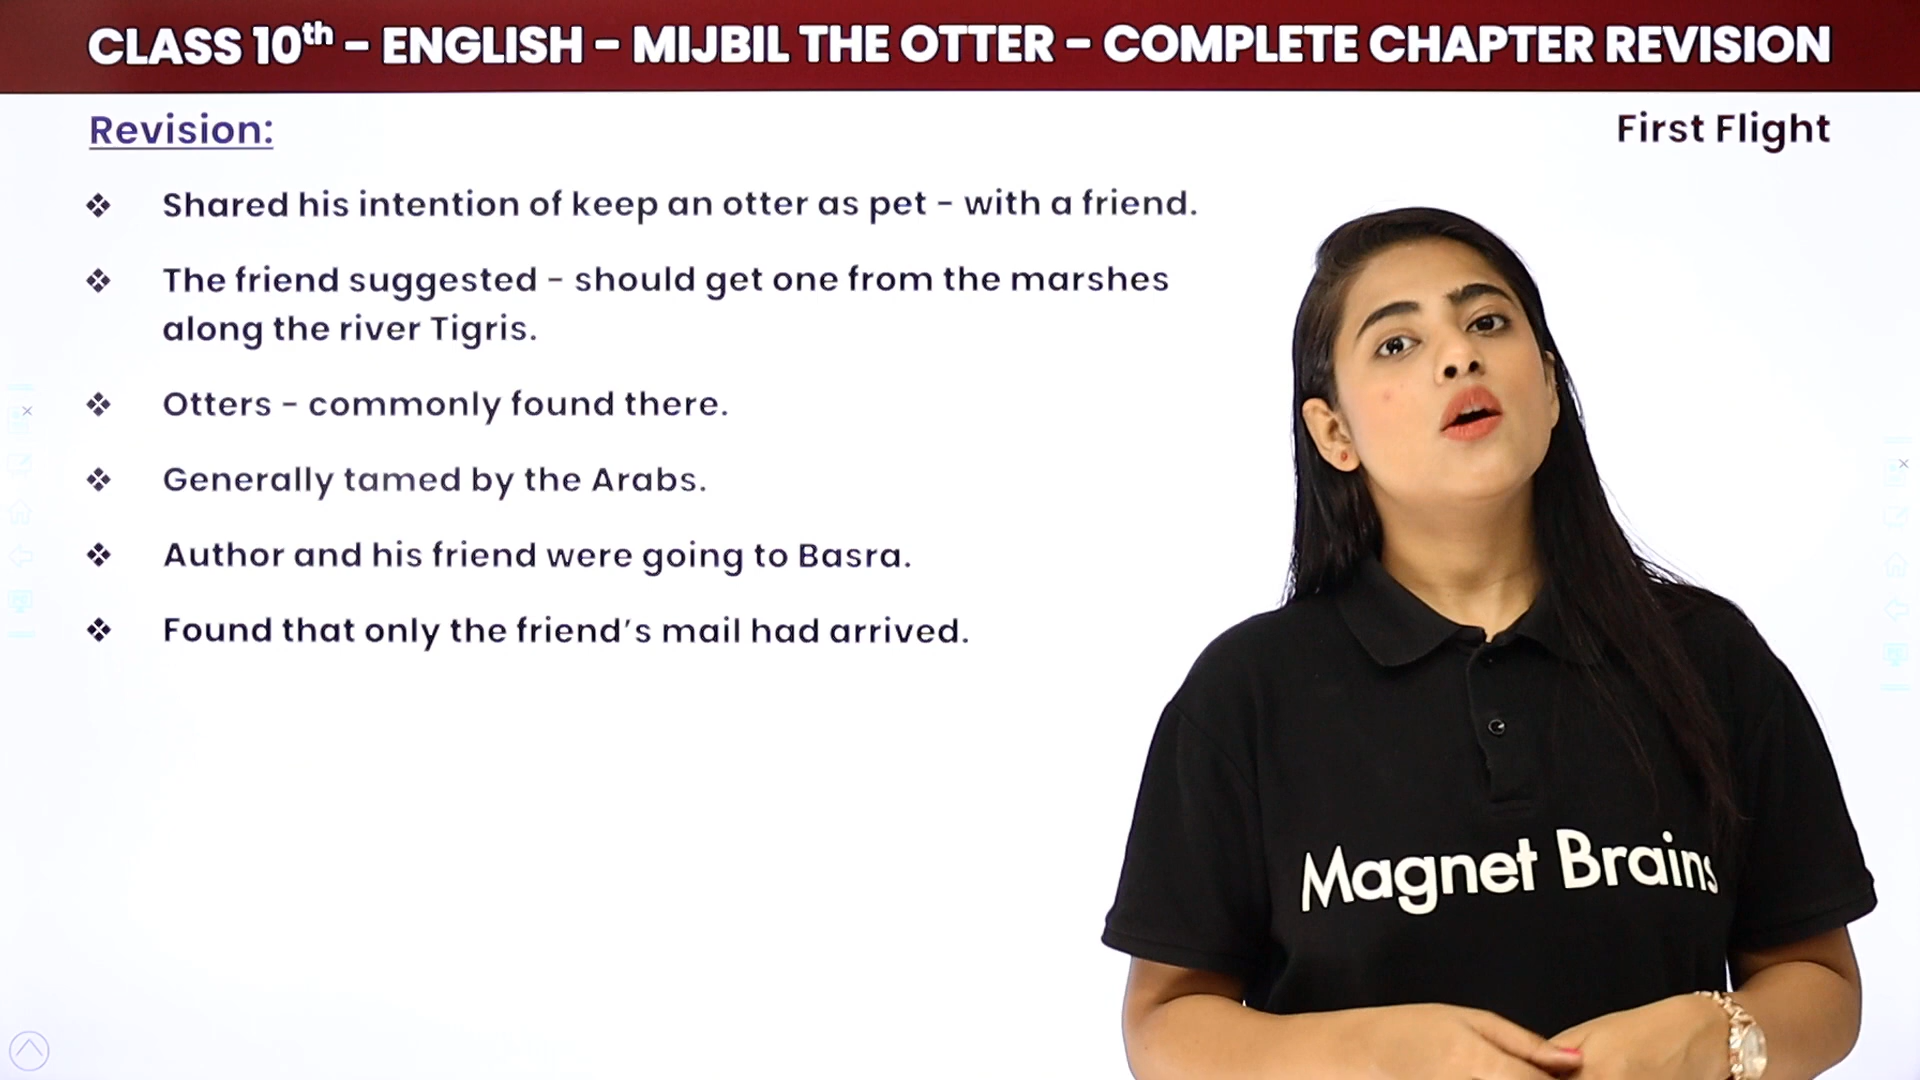 CLASS 10th – ENGLISH – MIJBIL THE OTTER – COMPLETE CHAPTER REVISION
Revision:
First Flight
❖ Shared his intention of keep an otter as pet – with a friend.
❖ The friend suggested – should get one from the marshes
along the river Tigris.
❖ Otters – commonly found there.
❖ Generally tamed by the Arabs.
❖ Author and his friend were going to Basra.
❖ Found that only the friend's mail had arrived.
Magnet Brains